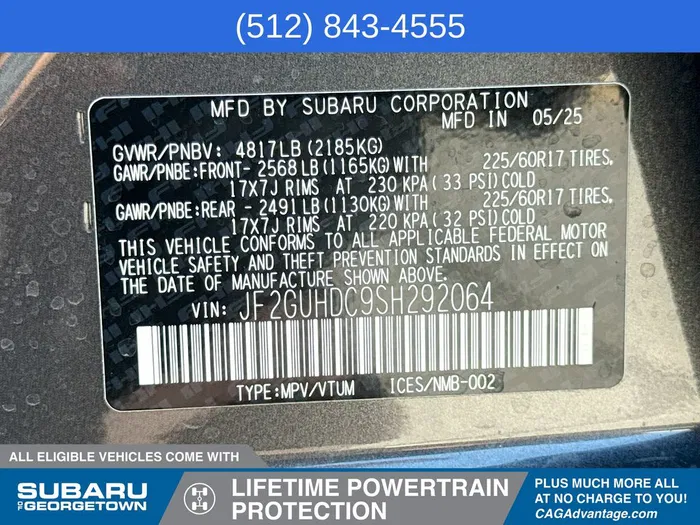 (512) 843-4555
MFD BY SUBARU CORPORATION
MFD IN 05/25
GVWR/PNBV: 4817LB(2185KG)
GAWR/PNBE:FRONT- 2568LB(1165KG)WITH 225/60R17 TIRES,
17X7J RIMS AT 230 KPA(33 PSI)COLD
GAWR/PNBE:REAR - 2491LB(1130KG)WITH 225/60R17 TIRES,
17X7J RIMS AT 220 KPA(32 PSI)COLD
THIS VEHICLE CONFORMS TO ALL APPLICABLE FEDERAL MOTOR
VEHICLE SAFETY AND THEFT PREVENTION STANDARDS IN EFFECT ON
THE DATE OF MANUFACTURE SHOWN ABOVE.
VIN: JF2GUHDC9SH292064
TYPE:MPV/VTUM ICES/NMB-002
ALL ELIGIBLE VEHICLES COME WITH
SUBARU
OF GEORGETOWN
LIFETIME POWERTRAIN
PROTECTION
PLUS MUCH MORE ALL
AT NO CHARGE TO YOU!
CAGAdvantage.com*